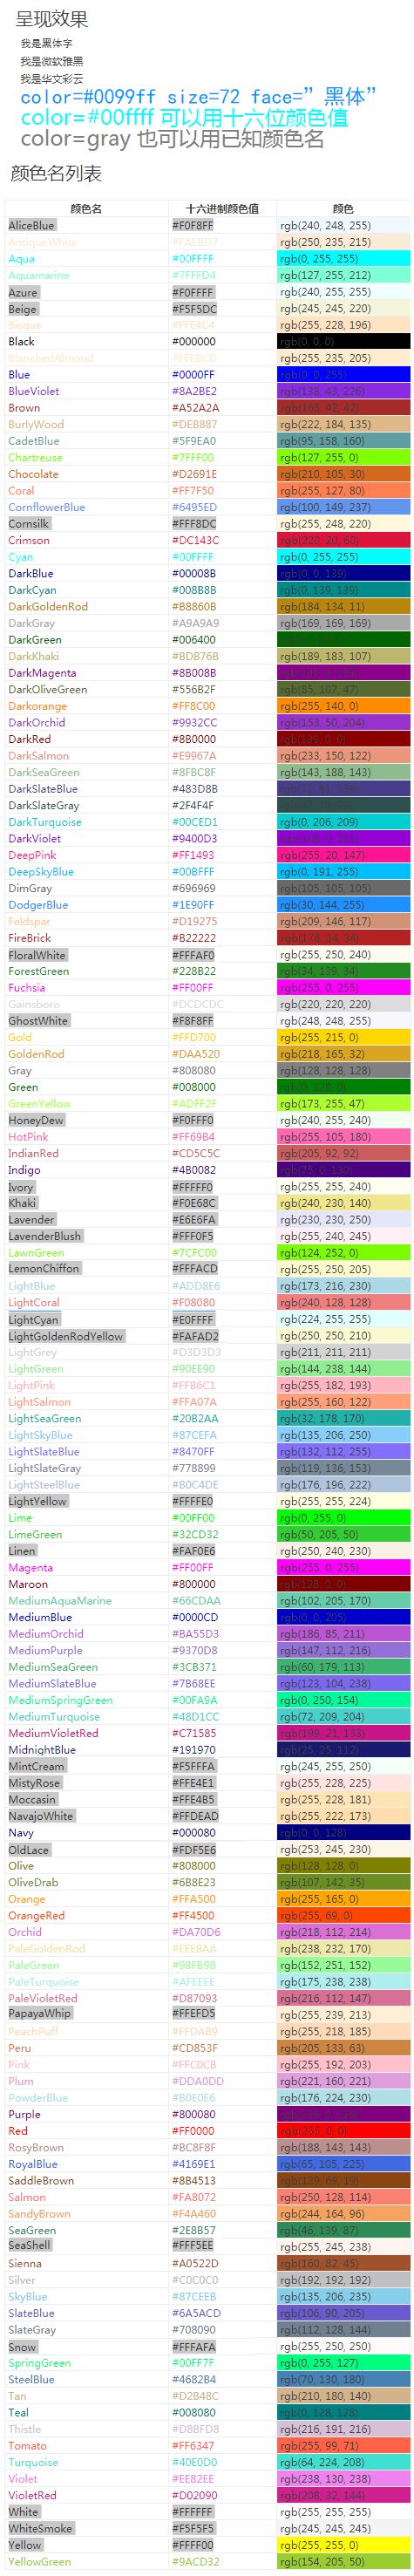 呈现效果
我是黑体字
我是微软雅黑
我是华文彩云
color=#0099ff size=72 face=”黑体”
color=#00ffff 可以用十六位颜色值
color=gray 也可以用已知颜色名
颜色名列表
颜色名 十六进制颜色值 颜色
AliceBlue #F0F8FF rgb(240, 248, 255)
AntiqueWhite #FAEBD7 rgb(250, 235, 215)
Aqua #00FFFF rgb(0, 255, 255)
Aquamarine #7FFFD4 rgb(127, 255, 212)
Azure #F0FFFF rgb(240, 255, 255)
Beige #F5F5DC rgb(245, 245, 220)
Bisque #FFE4C4 rgb(255, 228, 196)
Black #000000 rgb(0, 0, 0)
BlanchedAlmond #FFEBCD rgb(255, 235, 205)
Blue #0000FF rgb(0, 0, 255)
BlueViolet #8A2BE2 rgb(138, 43, 226)
Brown #A52A2A rgb(165, 42, 42)
BurlyWood #DEB887 rgb(222, 184, 135)
CadetBlue #5F9EA0 rgb(95, 158, 160)
Chartreuse #7FFF00 rgb(127, 255, 0)
Chocolate #D2691E rgb(210, 105, 30)
Coral #FF7F50 rgb(255, 127, 80)
CornflowerBlue #6495ED rgb(100, 149, 237)
Cornsilk #FFF8DC rgb(255, 248, 220)
Crimson #DC143C rgb(220, 20, 60)
Cyan #00FFFF rgb(0, 255, 255)
DarkBlue #00008B rgb(0, 0, 139)
DarkCyan #008B8B rgb(0, 139, 139)
DarkGoldenRod #B8860B rgb(184, 134, 11)
DarkGray #A9A9A9 rgb(169, 169, 169)
DarkGreen #006400
DarkKhaki #BDB76B rgb(189, 183, 107)
DarkMagenta #8B008B
DarkOliveGreen #556B2F rgb(85, 107, 47)
Darkorange #FF8C00 rgb(255, 140, 0)
DarkOrchid #9932CC rgb(153, 50, 204)
DarkRed #8B0000 rgb(139, 0, 0)
DarkSalmon #E9967A rgb(233, 150, 122)
DarkSeaGreen #8FBC8F rgb(143, 188, 143)
DarkSlateBlue #483D8B
DarkSlateGray #2F4F4F
DarkTurquoise #00CED1 rgb(0, 206, 209)
DarkViolet #9400D3
DeepPink #FF1493 rgb(255, 20, 147)
DeepSkyBlue #00BFFF rgb(0, 191, 255)
DimGray #696969 rgb(105, 105, 105)
DodgerBlue #1E90FF rgb(30, 144, 255)
Feldspar #D19275 rgb(209, 146, 117)
FireBrick #B22222 rgb(178, 34, 34)
FloralWhite #FFFAF0 rgb(255, 250, 240)
ForestGreen #228B22 rgb(34, 139, 34)
Fuchsia #FF00FF rgb(255, 0, 255)
Gainsboro #DCDCDC rgb(220, 220, 220)
GhostWhite #F8F8FF rgb(248, 248, 255)
Gold #FFD700 rgb(255, 215, 0)
GoldenRod #DAA520 rgb(218, 165, 32)
Gray #808080 rgb(128, 128, 128)
Green #008000 rgb(0, 128, 0)
GreenYellow #ADFF2F rgb(173, 255, 47)
HoneyDew #F0FFF0 rgb(240, 255, 240)
HotPink #FF69B4 rgb(255, 105, 180)
IndianRed #CD5C5C rgb(205, 92, 92)
Indigo #4B0082 rgb(75, 0, 130)
Ivory #FFFFF0 rgb(255, 255, 240)
Khaki #F0E68C rgb(240, 230, 140)
Lavender #E6E6FA rgb(230, 230, 250)
LavenderBlush #FFF0F5 rgb(255, 240, 245)
LawnGreen #7CFC00 rgb(124, 252, 0)
LemonChiffon #FFFACD rgb(255, 250, 205)
LightBlue #ADD8E6 rgb(173, 216, 230)
LightCoral #F08080 rgb(240, 128, 128)
LightCyan #E0FFFF rgb(224, 255, 255)
LightGoldenRodYellow #FAFAD2 rgb(250, 250, 210)
LightGrey #D3D3D3 rgb(211, 211, 211)
LightGreen #90EE90 rgb(144, 238, 144)
LightPink #FFB6C1 rgb(255, 182, 193)
LightSalmon #FFA07A rgb(255, 160, 122)
LightSeaGreen #20B2AA rgb(32, 178, 170)
LightSkyBlue #87CEFA rgb(135, 206, 250)
LightSlateBlue #8470FF rgb(132, 112, 255)
LightSlateGray #778899 rgb(119, 136, 153)
LightSteelBlue #B0C4DE rgb(176, 196, 222)
LightYellow #FFFFE0 rgb(255, 255, 224)
Lime #00FF00 rgb(0, 255, 0)
LimeGreen #32CD32 rgb(50, 205, 50)
Linen #FAF0E6 rgb(250, 240, 230)
Magenta #FF00FF rgb(255, 0, 255)
Maroon #800000 rgb(128, 0, 0)
MediumAquaMarine #66CDAA rgb(102, 205, 170)
MediumBlue #0000CD rgb(0, 0, 205)
MediumOrchid #BA55D3 rgb(186, 85, 211)
MediumPurple #9370D8 rgb(147, 112, 216)
MediumSeaGreen #3CB371 rgb(60, 179, 113)
MediumSlateBlue #7B68EE rgb(123, 104, 238)
MediumSpringGreen #00FA9A rgb(0, 250, 154)
MediumTurquoise #48D1CC rgb(72, 209, 204)
MediumVioletRed #C71585 rgb(199, 21, 133)
MidnightBlue #191970 rgb(25, 25, 112)
MintCream #F5FFFA rgb(245, 255, 250)
MistyRose #FFE4E1 rgb(255, 228, 225)
Moccasin #FFE4B5 rgb(255, 228, 181)
NavajoWhite #FFDEAD rgb(255, 222, 173)
Navy #000080 rgb(0, 0, 128)
OldLace #FDF5E6 rgb(253, 245, 230)
Olive #808000 rgb(128, 128, 0)
OliveDrab #6B8E23 rgb(107, 142, 35)
Orange #FFA500 rgb(255, 165, 0)
OrangeRed #FF4500 rgb(255, 69, 0)
Orchid #DA70D6 rgb(218, 112, 214)
PaleGoldenRod #EEE8AA rgb(238, 232, 170)
PaleGreen #98FB98 rgb(152, 251, 152)
PaleTurquoise #AFEEEE rgb(175, 238, 238)
PaleVioletRed #D87093 rgb(216, 112, 147)
PapayaWhip #FFEFD5 rgb(255, 239, 213)
PeachPuff #FFDAB9 rgb(255, 218, 185)
Peru #CD853F rgb(205, 133, 63)
Pink #FFC0CB rgb(255, 192, 203)
Plum #DDA0DD rgb(221, 160, 221)
PowderBlue #B0E0E6 rgb(176, 224, 230)
Purple #800080
Red #FF0000 rgb(255, 0, 0)
RosyBrown #BC8F8F rgb(188, 143, 143)
RoyalBlue #4169E1 rgb(65, 105, 225)
SaddleBrown #8B4513 rgb(139, 69, 19)
Salmon #FA8072 rgb(250, 128, 114)
SandyBrown #F4A460 rgb(244, 164, 96)
SeaGreen #2E8B57 rgb(46, 139, 87)
SeaShell #FFF5EE rgb(255, 245, 238)
Sienna #A0522D rgb(160, 82, 45)
Silver #C0C0C0 rgb(192, 192, 192)
SkyBlue #87CEEB rgb(135, 206, 235)
SlateBlue #6A5ACD rgb(106, 90, 205)
SlateGray #708090 rgb(112, 128, 144)
Snow #FFFAFA rgb(255, 250, 250)
SpringGreen #00FF7F rgb(0, 255, 127)
SteelBlue #4682B4 rgb(70, 130, 180)
Tan #D2B48C rgb(210, 180, 140)
Teal #008080 rgb(0, 128, 128)
Thistle #D8BFD8 rgb(216, 191, 216)
Tomato #FF6347 rgb(255, 99, 71)
Turquoise #40E0D0 rgb(64, 224, 208)
Violet #EE82EE rgb(238, 130, 238)
VioletRed #D02090 rgb(208, 32, 144)
White #FFFFFF rgb(255, 255, 255)
WhiteSmoke #F5F5F5 rgb(245, 245, 245)
Yellow #FFFF00 rgb(255, 255, 0)
YellowGreen #9ACD32 rgb(154, 205, 50)